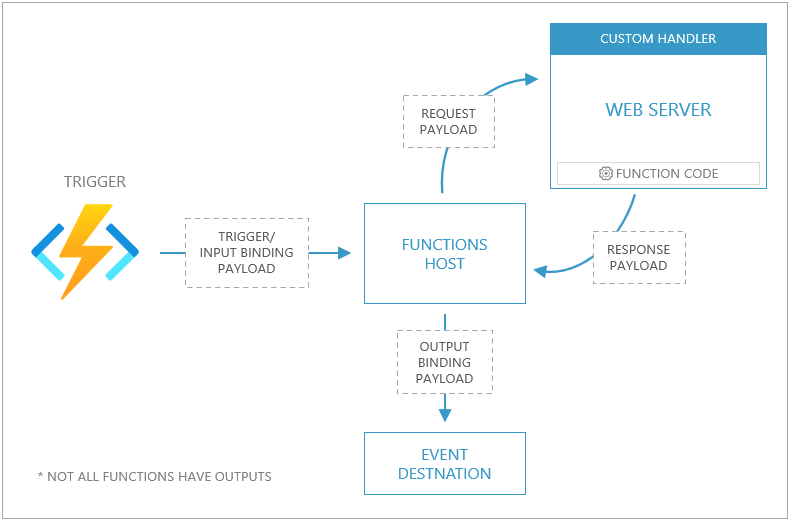 CUSTOM HANDLER
WEB SERVER
FUNCTION CODE
REQUEST
PAYLOAD
TRIGGER
TRIGGER/
INPUT BINDING
PAYLOAD
FUNCTIONS
HOST
RESPONSE
PAYLOAD
OUTPUT
BINDING
PAYLOAD
EVENT
DESTNATION
* NOT ALL FUNCTIONS HAVE OUTPUTS